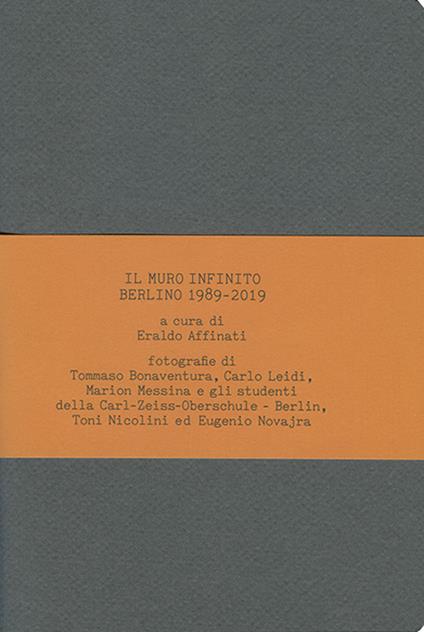 IL MURO INFINITO
BERLINO 1989-2019
a cura di
Eraldo Affinati
fotografie di
Tommaso Bonaventura, Carlo Leidi,
Marion Messina e gli studenti
della Carl-Zeiss-Oberschule - Berlin,
Toni Nicolini ed Eugenio Novajra